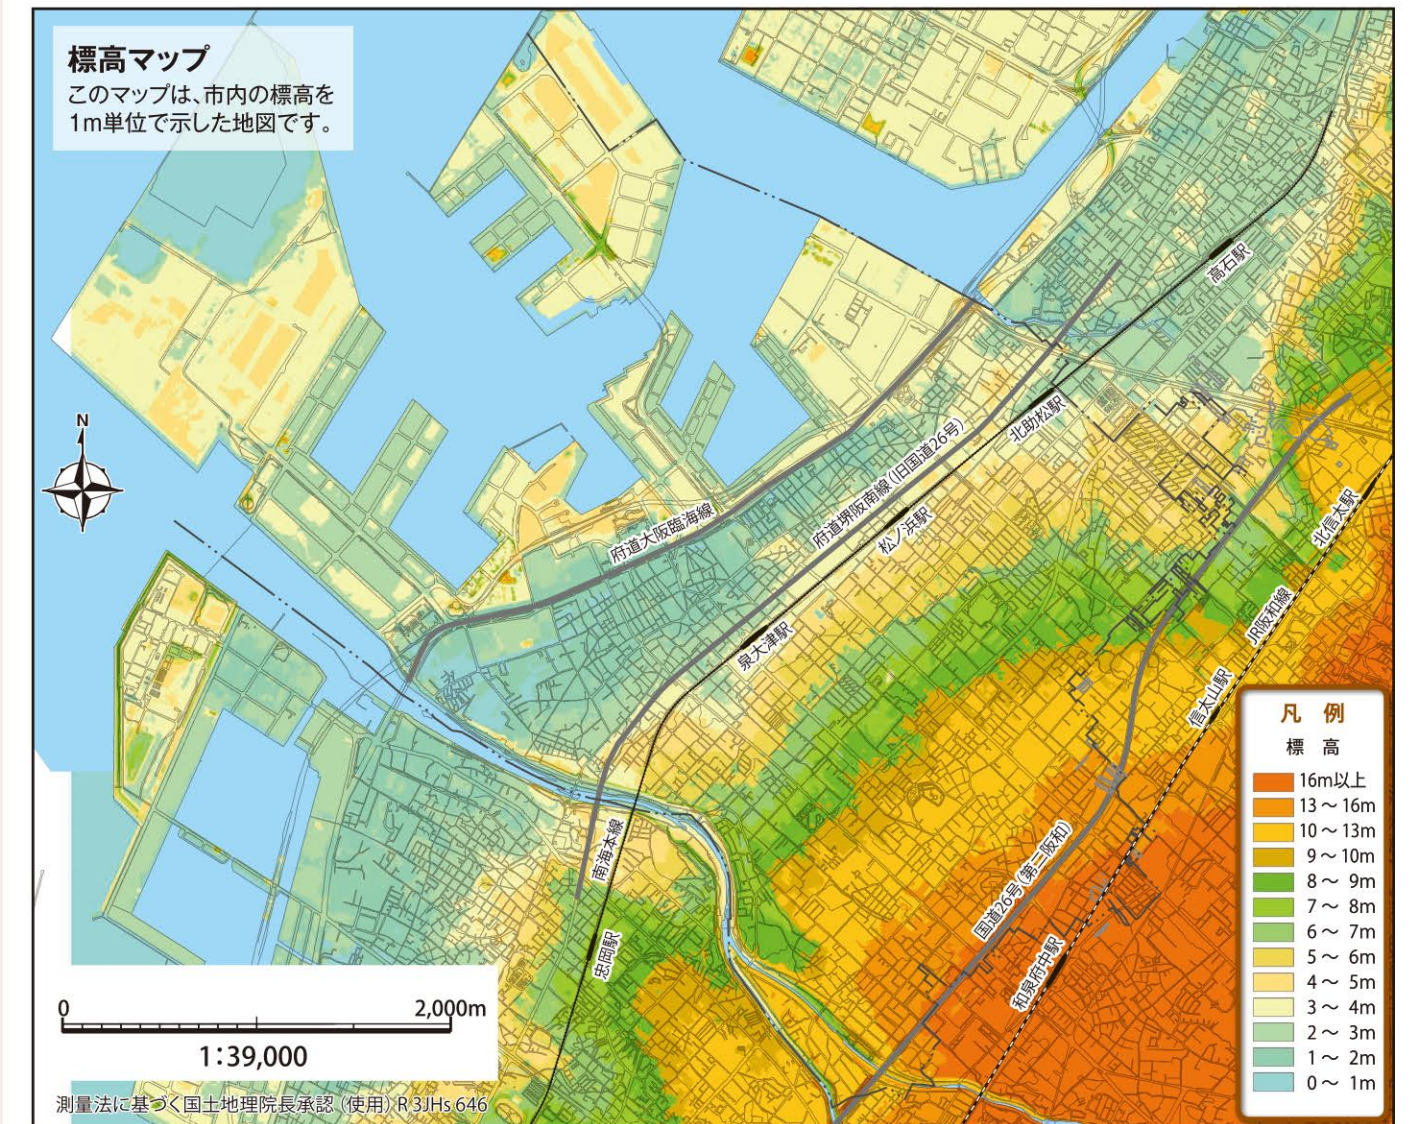 標高マップ
このマップは、市内の標高を
1m単位で示した地図です。
高石駅
北助松駅
府道堺阪南線(旧国道26号)
松ノ浜駅
府道大阪臨海線
泉大津駅
北信太駅
JR阪和線
信太山駅
南海本線
忠岡駅
国道26号(第二阪和)
和泉府中駅
N
凡 例
標 高
16m以上
13～16m
10～13m
9～10m
8～9m
7～8m
6～7m
5～6m
4～5m
3～4m
2～3m
1～2m
0～1m
0 2,000m
1:39,000
測量法に基づく国土地理院長承認(使用)R 3JHs 646